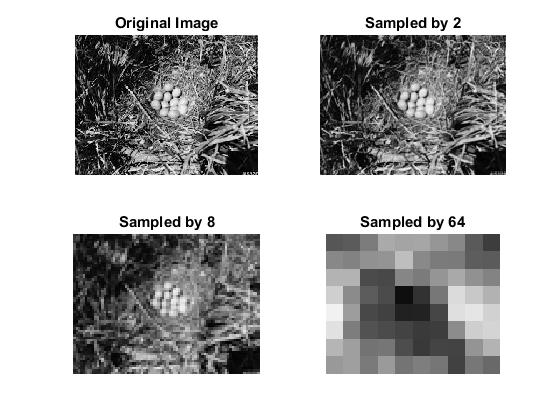 Original Image
Sampled by 2
Sampled by 8
Sampled by 64